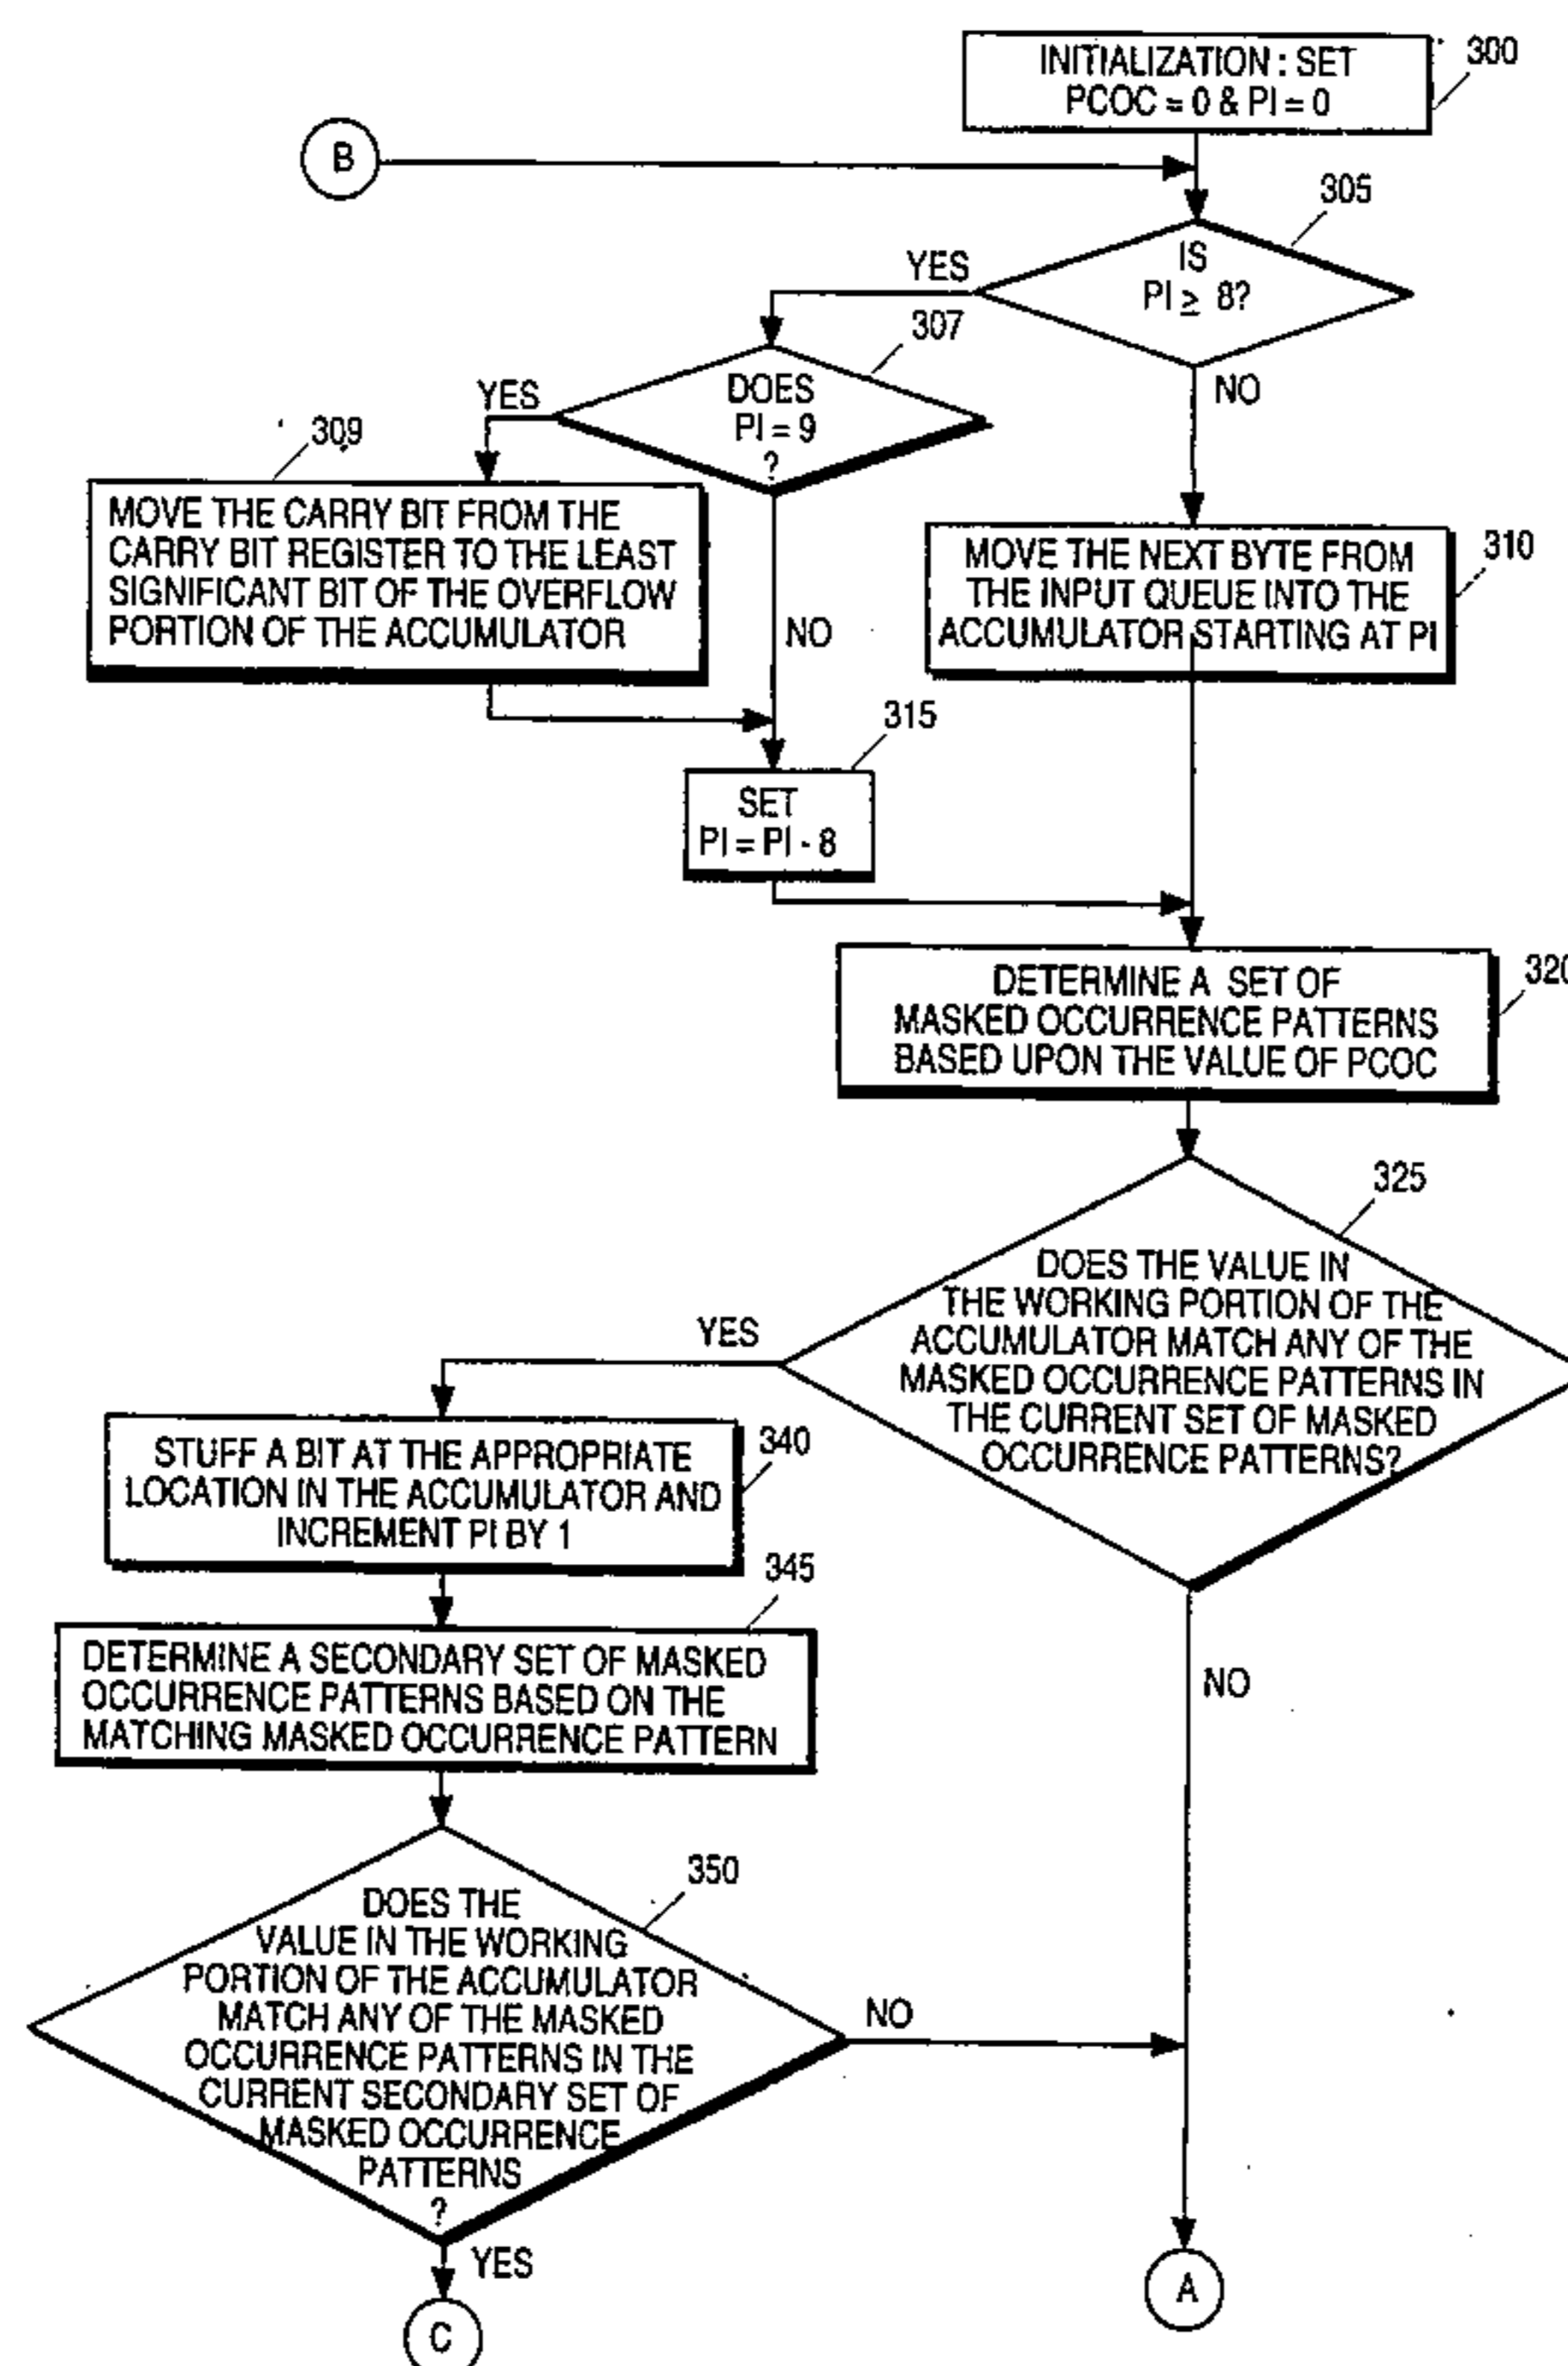 INITIALIZATION : SET
PCOC = 0 & PI = 0
300
B
305
IS
PI ≥ 8?
YES
NO
307
DOES
PI = 9
?
YES
NO
309
MOVE THE CARRY BIT FROM THE
CARRY BIT REGISTER TO THE LEAST
SIGNIFICANT BIT OF THE OVERFLOW
PORTION OF THE ACCUMULATOR
310
MOVE THE NEXT BYTE FROM
THE INPUT QUEUE INTO THE
ACCUMULATOR STARTING AT PI
315
SET
PI = PI - 8
320
DETERMINE A SET OF
MASKED OCCURRENCE PATTERNS
BASED UPON THE VALUE OF PCOC
325
DOES THE VALUE IN
THE WORKING PORTION OF THE
ACCUMULATOR MATCH ANY OF THE
MASKED OCCURRENCE PATTERNS IN
THE CURRENT SET OF MASKED
OCCURRENCE PATTERNS?
YES
NO
340
STUFF A BIT AT THE APPROPRIATE
LOCATION IN THE ACCUMULATOR AND
INCREMENT PI BY 1
345
DETERMINE A SECONDARY SET OF MASKED
OCCURRENCE PATTERNS BASED ON THE
MATCHING MASKED OCCURRENCE PATTERN
350
DOES THE
VALUE IN THE WORKING
PORTION OF THE ACCUMULATOR
MATCH ANY OF THE MASKED
OCCURRENCE PATTERNS IN THE
CURRENT SECONDARY SET OF
MASKED OCCURRENCE
PATTERNS
?
NO
YES
A
C